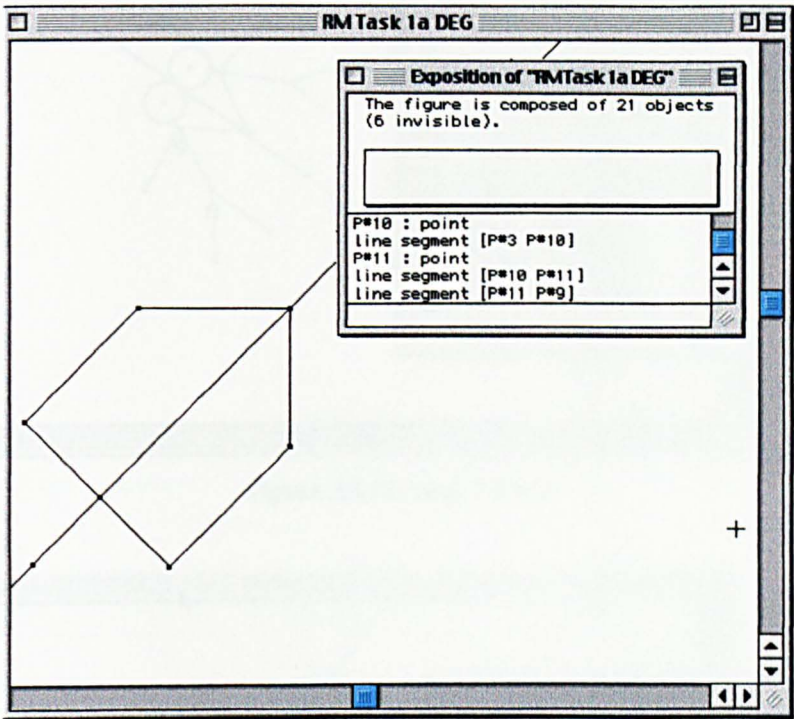 RM Task 1a DEG
Exposition of "RMTask 1a DEG"
The figure is composed of 21 objects
(6 invisible).
P#10 : point
line segment [P#3 P#10]
P#11 : point
line segment [P#10 P#11]
line segment [P#11 P#9]